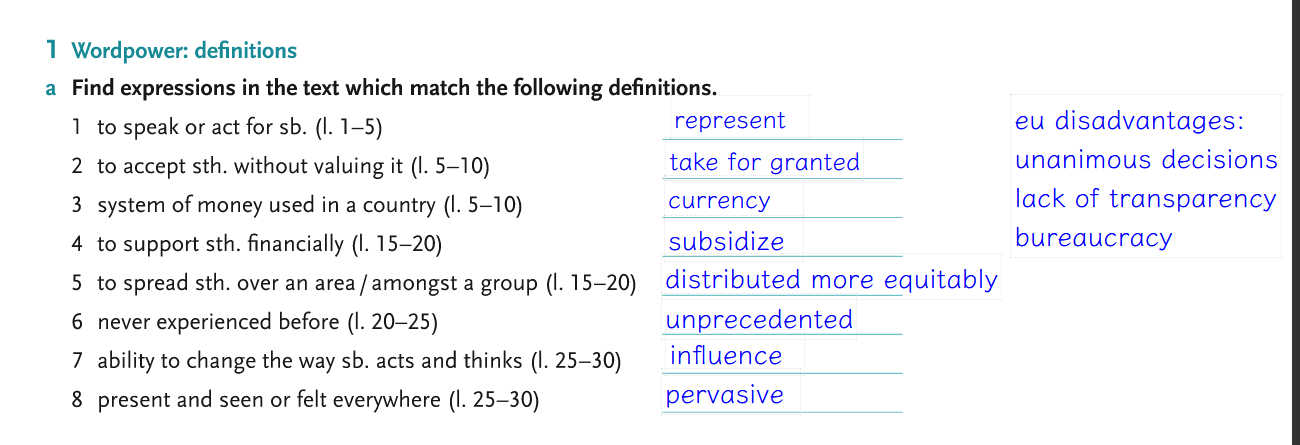 1 Wordpower: definitions
a Find expressions in the text which match the following definitions.
1 to speak or act for sb. (l. 1–5) represent
2 to accept sth. without valuing it (l. 5–10) take for granted
3 system of money used in a country (l. 5–10) currency
4 to support sth. financially (l. 15–20) subsidize
5 to spread sth. over an area / amongst a group (l. 15–20) distributed more equitably
6 never experienced before (l. 20–25) unprecedented
7 ability to change the way sb. acts and thinks (l. 25–30) influence
8 present and seen or felt everywhere (l. 25–30) pervasive
eu disadvantages:
unanimous decisions
lack of transparency
bureaucracy